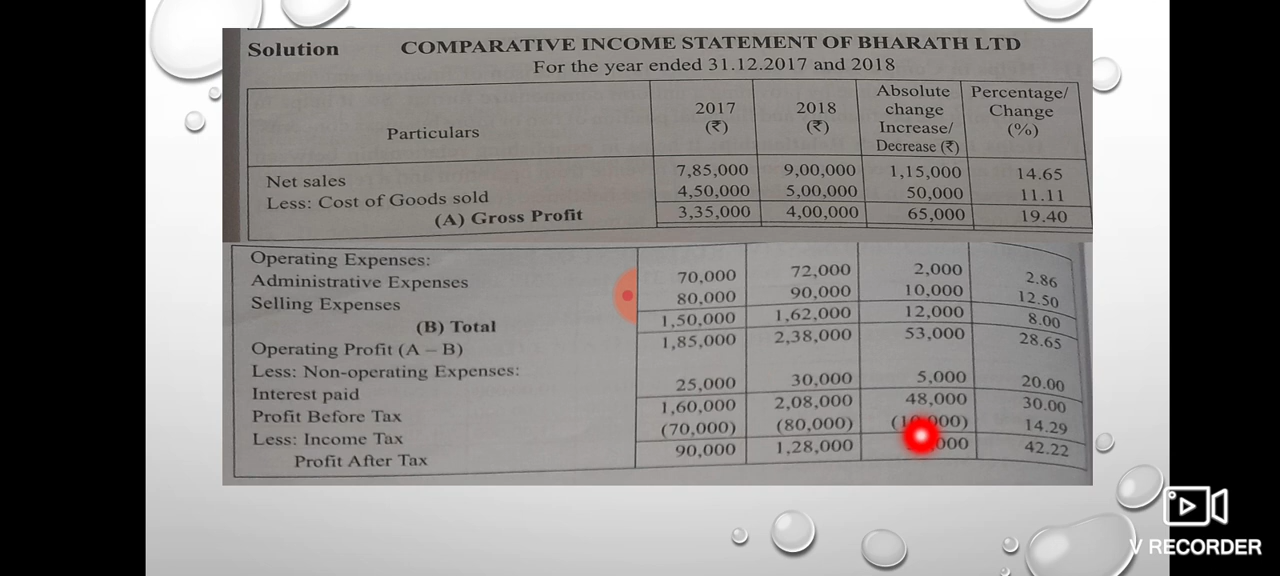 Solution COMPARATIVE INCOME STATEMENT OF BHARATH LTD
For the year ended 31.12.2017 and 2018
Particulars 2017 (₹) 2018 (₹) Absolute change Increase/ Decrease (₹) Percentage/ Change (%)
Net sales 7,85,000 9,00,000 1,15,000 14.65
Less: Cost of Goods sold 4,50,000 5,00,000 50,000 11.11
(A) Gross Profit 3,35,000 4,00,000 65,000 19.40
Operating Expenses:
Administrative Expenses 70,000 72,000 2,000 2.86
Selling Expenses 80,000 90,000 10,000 12.50
(B) Total 1,50,000 1,62,000 12,000 8.00
Operating Profit (A – B) 1,85,000 2,38,000 53,000 28.65
Less: Non-operating Expenses:
Interest paid 25,000 30,000 5,000 20.00
Profit Before Tax 1,60,000 2,08,000 48,000 30.00
Less: Income Tax (70,000) (80,000) 14.29
Profit After Tax 90,000 1,28,000 42.22
V RECORDER